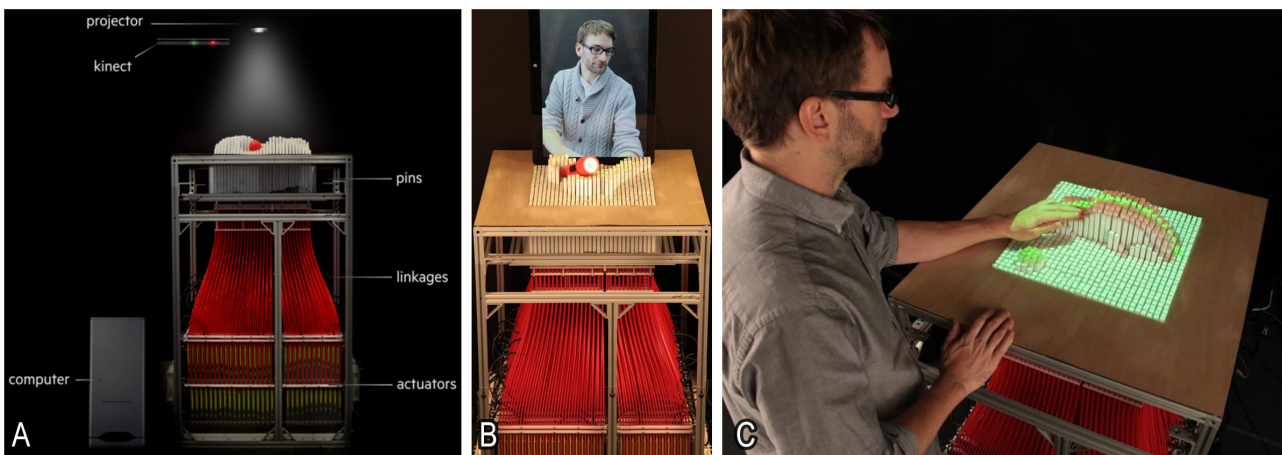 projector
kinect
pins
linkages
computer
actuators
A
B
C